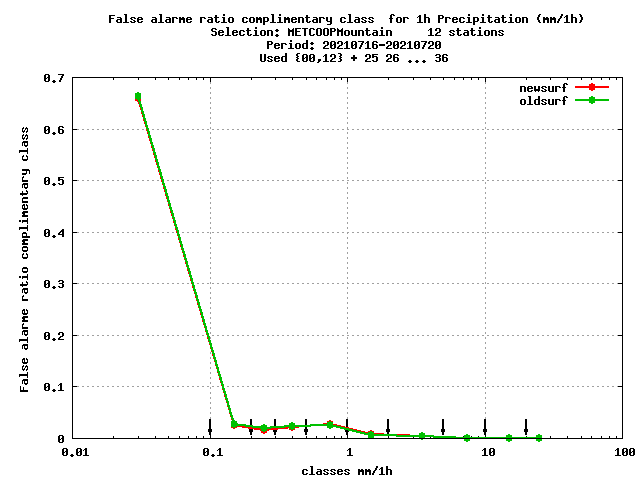 False alarme ratio complimentary class  for 1h Precipitation (mm/1h)
Selection: METCOOPMountain     12 stations
Period: 20210716-20210720
Used {00,12} + 25 26 ... 36
newsurf
oldsurf
False alarme ratio complimentary class
0.7
0.6
0.5
0.4
0.3
0.2
0.1
0
0.01 0.1 1 10 100
classes mm/1h